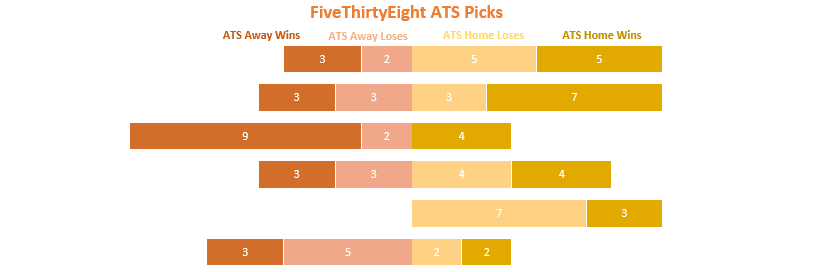 FiveThirtyEight ATS Picks
ATS Away Wins ATS Away Loses ATS Home Loses ATS Home Wins
3 2 5 5
3 3 3 7
9 2 4
3 3 4 4
7 3
3 5 2 2